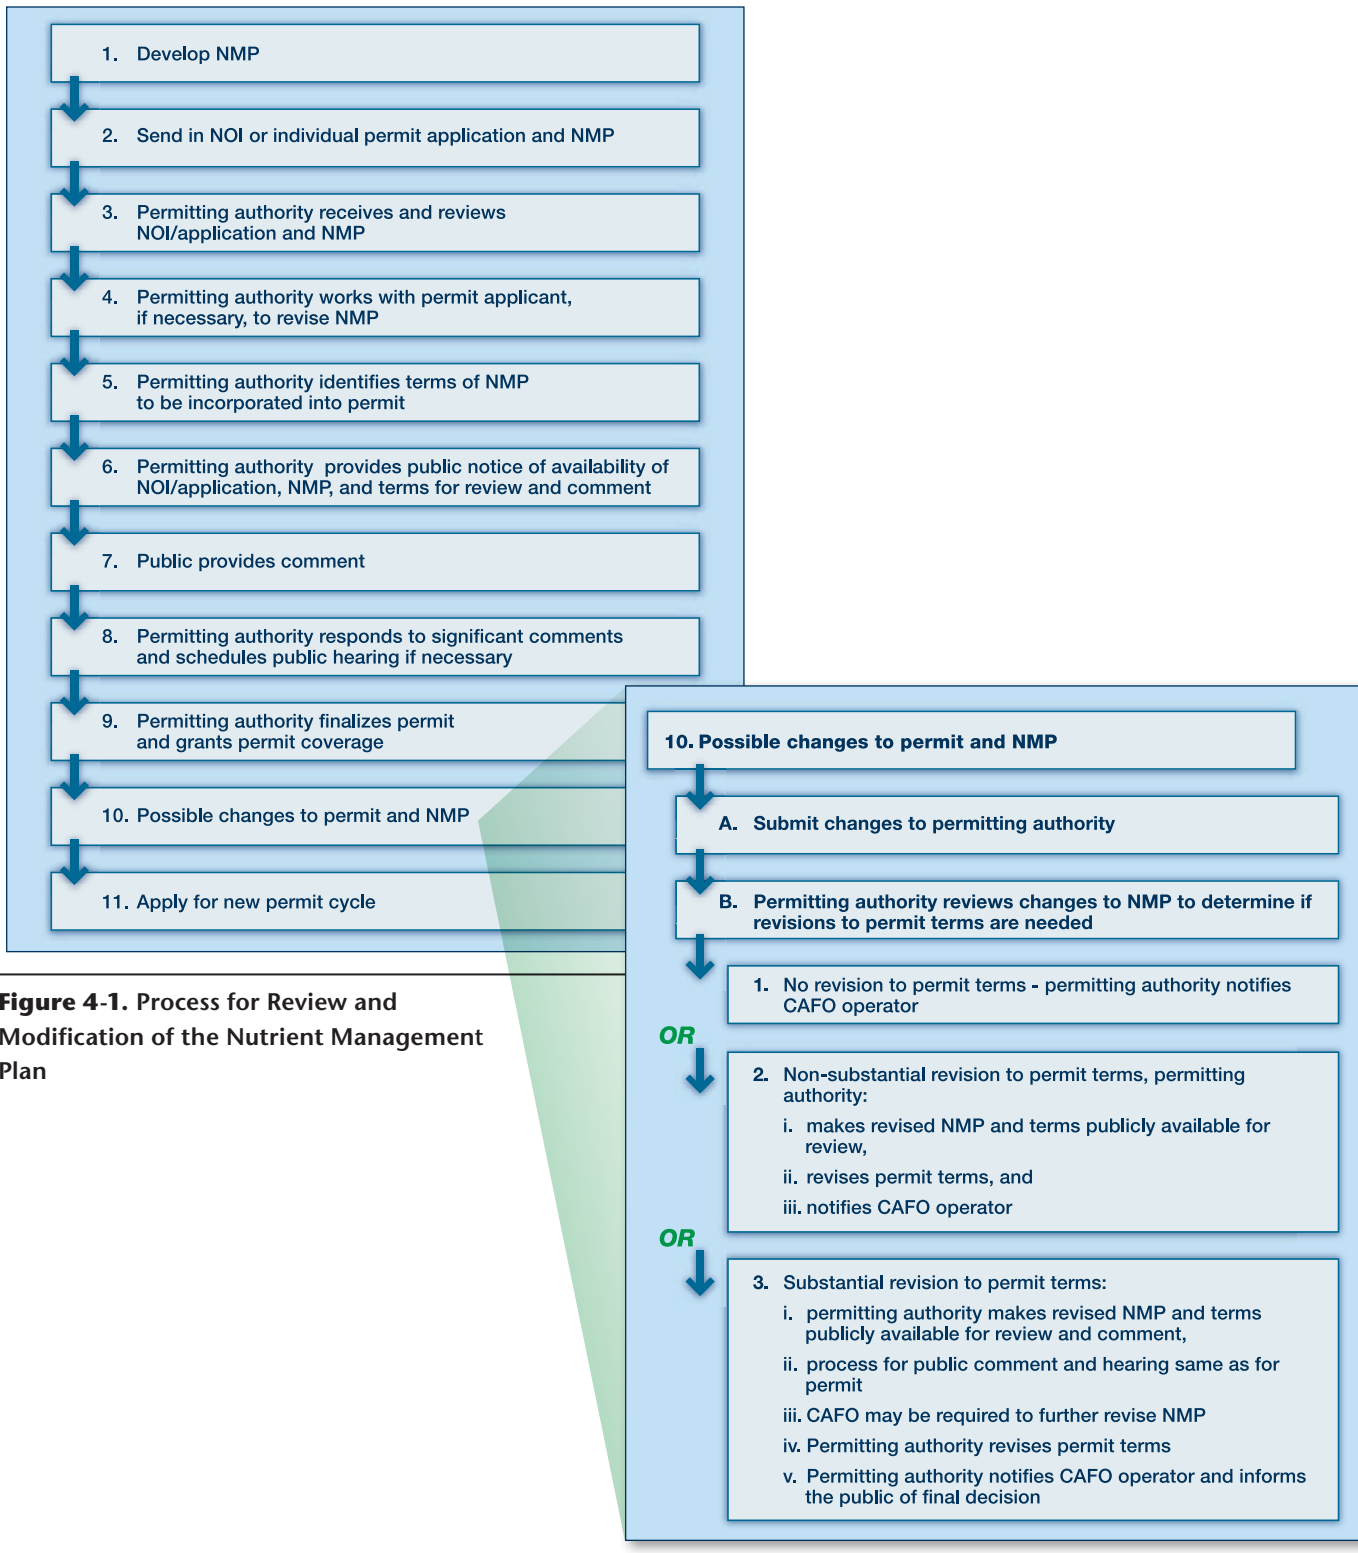 1. Develop NMP
2. Send in NOI or individual permit application and NMP
3. Permitting authority receives and reviews
NOI/application and NMP
4. Permitting authority works with permit applicant,
if necessary, to revise NMP
5. Permitting authority identifies terms of NMP
to be incorporated into permit
6. Permitting authority provides public notice of availability of
NOI/application, NMP, and terms for review and comment
7. Public provides comment
8. Permitting authority responds to significant comments
and schedules public hearing if necessary
9. Permitting authority finalizes permit
and grants permit coverage
10. Possible changes to permit and NMP
11. Apply for new permit cycle
10. Possible changes to permit and NMP
A. Submit changes to permitting authority
B. Permitting authority reviews changes to NMP to determine if
revisions to permit terms are needed
1. No revision to permit terms - permitting authority notifies
CAFO operator
OR
2. Non-substantial revision to permit terms, permitting
authority:
i. makes revised NMP and terms publicly available for
review,
ii. revises permit terms, and
iii. notifies CAFO operator
OR
3. Substantial revision to permit terms:
i. permitting authority makes revised NMP and terms
publicly available for review and comment,
ii. process for public comment and hearing same as for
permit
iii. CAFO may be required to further revise NMP
iv. Permitting authority revises permit terms
v. Permitting authority notifies CAFO operator and informs
the public of final decision
Figure 4-1. Process for Review and
Modification of the Nutrient Management
Plan